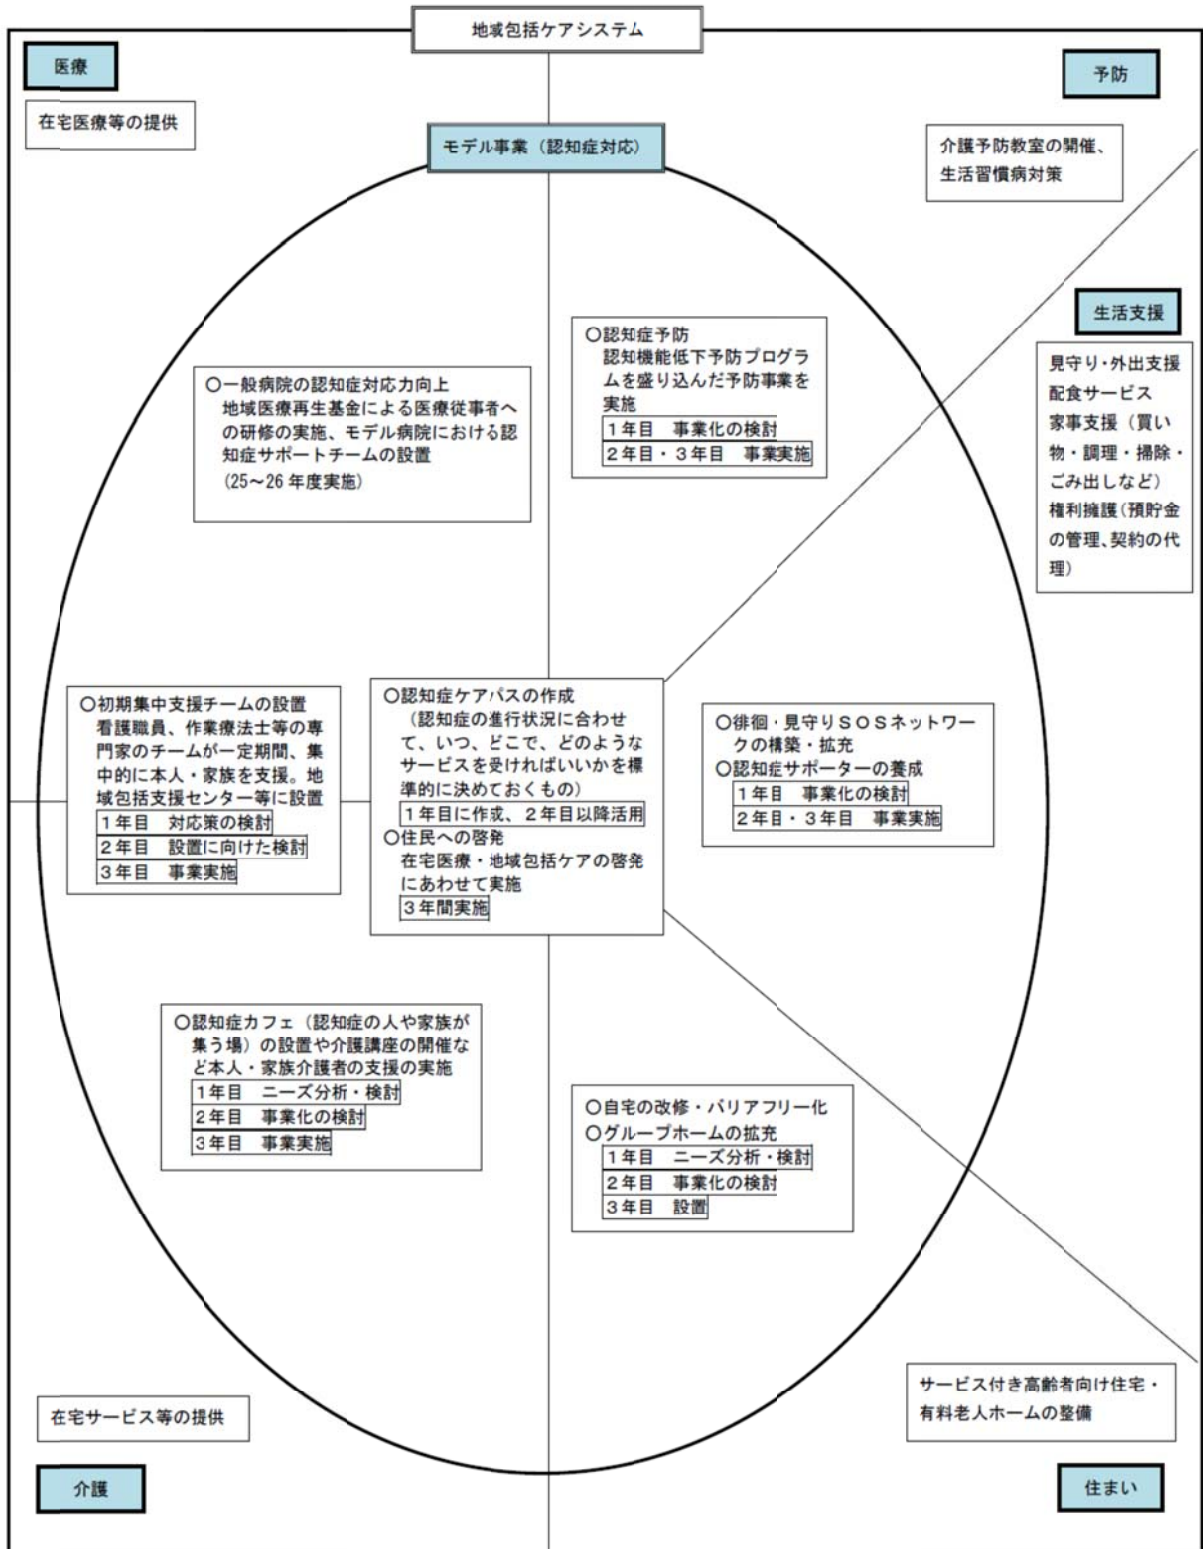 地域包括ケアシステム
医療
予防
在宅医療等の提供
モデル事業（認知症対応）
介護予防教室の開催、
生活習慣病対策
生活支援
見守り・外出支援
配食サービス
家事支援（買い
物・調理・掃除・
ごみ出しなど）
権利擁護（預貯金
の管理、契約の代
理）
〇一般病院の認知症対応力向上
地域医療再生基金による医療従事者へ
の研修の実施、モデル病院における認
知症サポートチームの設置
（25～26 年度実施）
〇認知症予防
認知機能低下予防プログラ
ムを盛り込んだ予防事業を
実施
１年目　事業化の検討
２年目・３年目　事業実施
〇初期集中支援チームの設置
看護職員、作業療法士等の専
門家のチームが一定期間、集
中的に本人・家族を支援。地
域包括支援センター等に設置
１年目　対応策の検討
２年目　設置に向けた検討
３年目　事業実施
〇認知症ケアパスの作成
（認知症の進行状況に合わせ
て、いつ、どこで、どのような
サービスを受ければいいかを標
準的に決めておくもの）
１年目に作成、２年目以降活用
〇住民への啓発
在宅医療・地域包括ケアの啓発
にあわせて実施
３年間実施
〇徘徊・見守りＳＯＳネットワー
クの構築・拡充
〇認知症サポーターの養成
１年目　事業化の検討
２年目・３年目　事業実施
〇認知症カフェ（認知症の人や家族が
集う場）の設置や介護講座の開催な
ど本人・家族介護者の支援の実施
１年目　ニーズ分析・検討
２年目　事業化の検討
３年目　事業実施
〇自宅の改修・バリアフリー化
〇グループホームの拡充
１年目　ニーズ分析・検討
２年目　事業化の検討
３年目　設置
在宅サービス等の提供
サービス付き高齢者向け住宅・
有料老人ホームの整備
介護
住まい